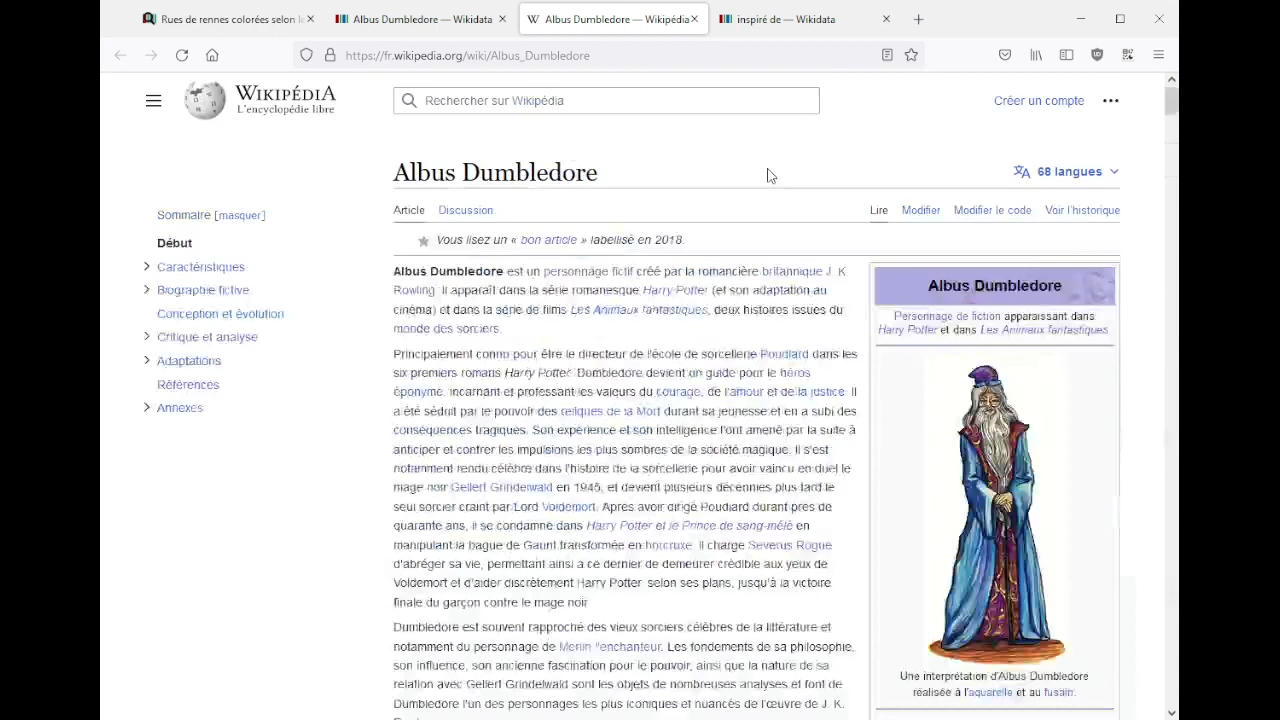 Rues de rennes colorées selon l
Albus Dumbledore — Wikidata
Albus Dumbledore — Wikipédia
inspiré de — Wikidata
https://fr.wikipedia.org/wiki/Albus_Dumbledore
WIKIPÉDIA
L'encyclopédie libre
Rechercher sur Wikipédia
Créer un compte
Albus Dumbledore
68 langues
Sommaire [masquer]
Début
Caractéristiques
Biographie fictive
Conception et évolution
Critique et analyse
Adaptations
Références
Annexes
Article Discussion
Lire Modifier Modifier le code Voir l'historique
Vous lisez un « bon article » labellisé en 2018.
Albus Dumbledore est un personnage fictif créé par la romancière britannique J. K.
Rowling. Il apparaît dans la série romanesque Harry Potter (et son adaptation au
cinéma) et dans la série de films Les Animaux fantastiques, deux histoires issues du
monde des sorciers.
Principalement connu pour être le directeur de l'école de sorcellerie Poudlard dans les
six premiers romans Harry Potter, Dumbledore devient un guide pour le héros
éponyme, incarnant et professant les valeurs du courage, de l'amour et de la justice. Il
a été séduit par le pouvoir des reliques de la Mort durant sa jeunesse et en a subi des
conséquences tragiques. Son expérience et son intelligence l'ont amené par la suite à
anticiper et contrer les impulsions les plus sombres de la société magique. Il s'est
notamment rendu célèbre dans l'histoire de la sorcellerie pour avoir vaincu en duel le
mage noir Gellert Grindelwald en 1945, et devient plusieurs décennies plus tard le
seul sorcier craint par Lord Voldemort. Après avoir dirigé Poudlard durant près de
quarante ans, il se condamne dans Harry Potter et le Prince de sang-mêlé en
manipulant la bague de Gaunt transformée en horcruxe. Il charge Severus Rogue
d'abréger sa vie, permettant ainsi à ce dernier de demeurer crédible aux yeux de
Voldemort et d'aider discrètement Harry Potter, selon ses plans, jusqu'à la victoire
finale du garçon contre le mage noir.
Dumbledore est souvent rapproché des vieux sorciers célèbres de la littérature et
notamment du personnage de Merlin l'enchanteur. Les fondements de sa philosophie,
son influence, son ancienne fascination pour le pouvoir, ainsi que la nature de sa
relation avec Gellert Grindelwald sont les objets de nombreuses analyses et font de
Dumbledore l'un des personnages les plus iconiques et nuancés de l'œuvre de J. K.
Albus Dumbledore
Personnage de fiction apparaissant dans
Harry Potter et dans Les Animaux fantastiques.
Une interprétation d'Albus Dumbledore
réalisée à l'aquarelle et au fusain.